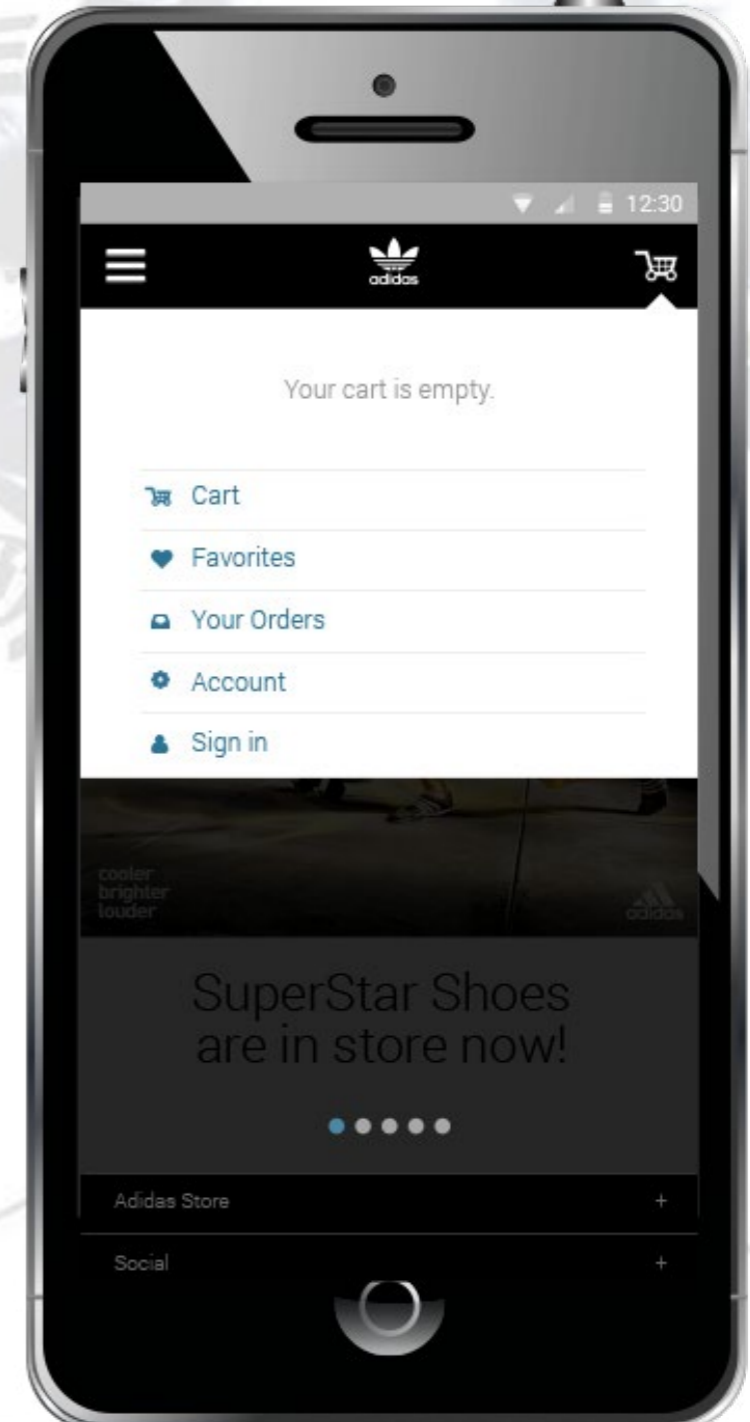 12:30
adidas
Your cart is empty.
Cart
Favorites
Your Orders
Account
Sign in
cooler
brighter
louder
adidas
SuperStar Shoes
are in store now!
Adidas Store +
Social +